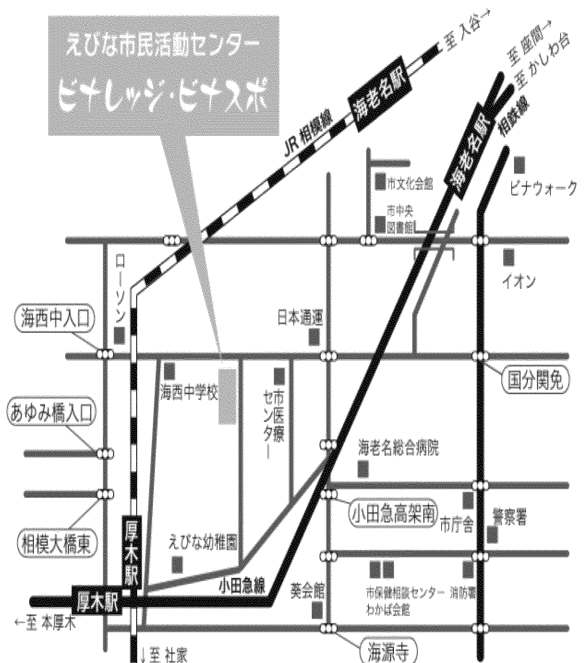 えびな市民活動センター
ビナレッジ・ビナスポ
至 入谷→
至 座間→
至 かしわ台
海老名駅
JR 相模線
海老名駅
相鉄線
市文化会館
ビナウォーク
市中央
図書館
ローソン
イオン
海西中入口
日本通運
海西中学校
市医療
センター
国分関免
あゆみ橋入口
海老名総合病院
相模大橋東
小田急高架南
市庁舎
警察署
厚木駅
えびな幼稚園
小田急線
葵会館
市保健相談センター
わかば会館
消防署
厚木駅
←至 本厚木
↓至 社家
海源寺